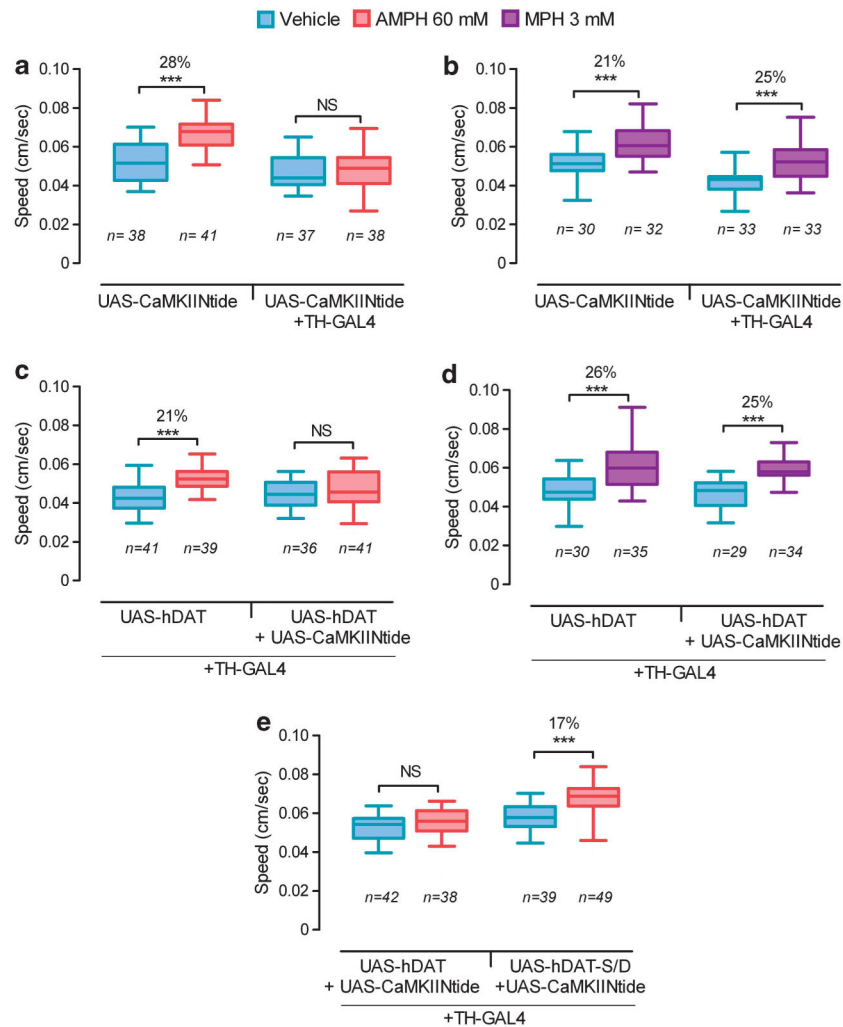 Vehicle AMPH 60 mM MPH 3 mM
a
28%
***
NS
0.10
0.08
0.06
0.04
0.02
0
Speed (cm/sec)
n= 38 n= 41 n= 37 n= 38
UAS-CaMKIINtide UAS-CaMKIINtide
+TH-GAL4
b
21%
***
25%
***
0.10
0.08
0.06
0.04
0.02
0
Speed (cm/sec)
n= 30 n= 32 n= 33 n= 33
UAS-CaMKIINtide UAS-CaMKIINtide
+TH-GAL4
c
21%
***
NS
0.10
0.08
0.06
0.04
0.02
0
Speed (cm/sec)
n=41 n=39 n=36 n=41
UAS-hDAT UAS-hDAT
+ UAS-CaMKIINtide
+TH-GAL4
d
26%
***
25%
***
0.10
0.08
0.06
0.04
0.02
0
Speed (cm/sec)
n=30 n=35 n=29 n=34
UAS-hDAT UAS-hDAT
+ UAS-CaMKIINtide
+TH-GAL4
e
NS
17%
***
0.10
0.08
0.06
0.04
0.02
0
Speed (cm/sec)
n=42 n=38 n=39 n=49
UAS-hDAT UAS-hDAT-S/D
+ UAS-CaMKIINtide +UAS-CaMKIINtide
+TH-GAL4